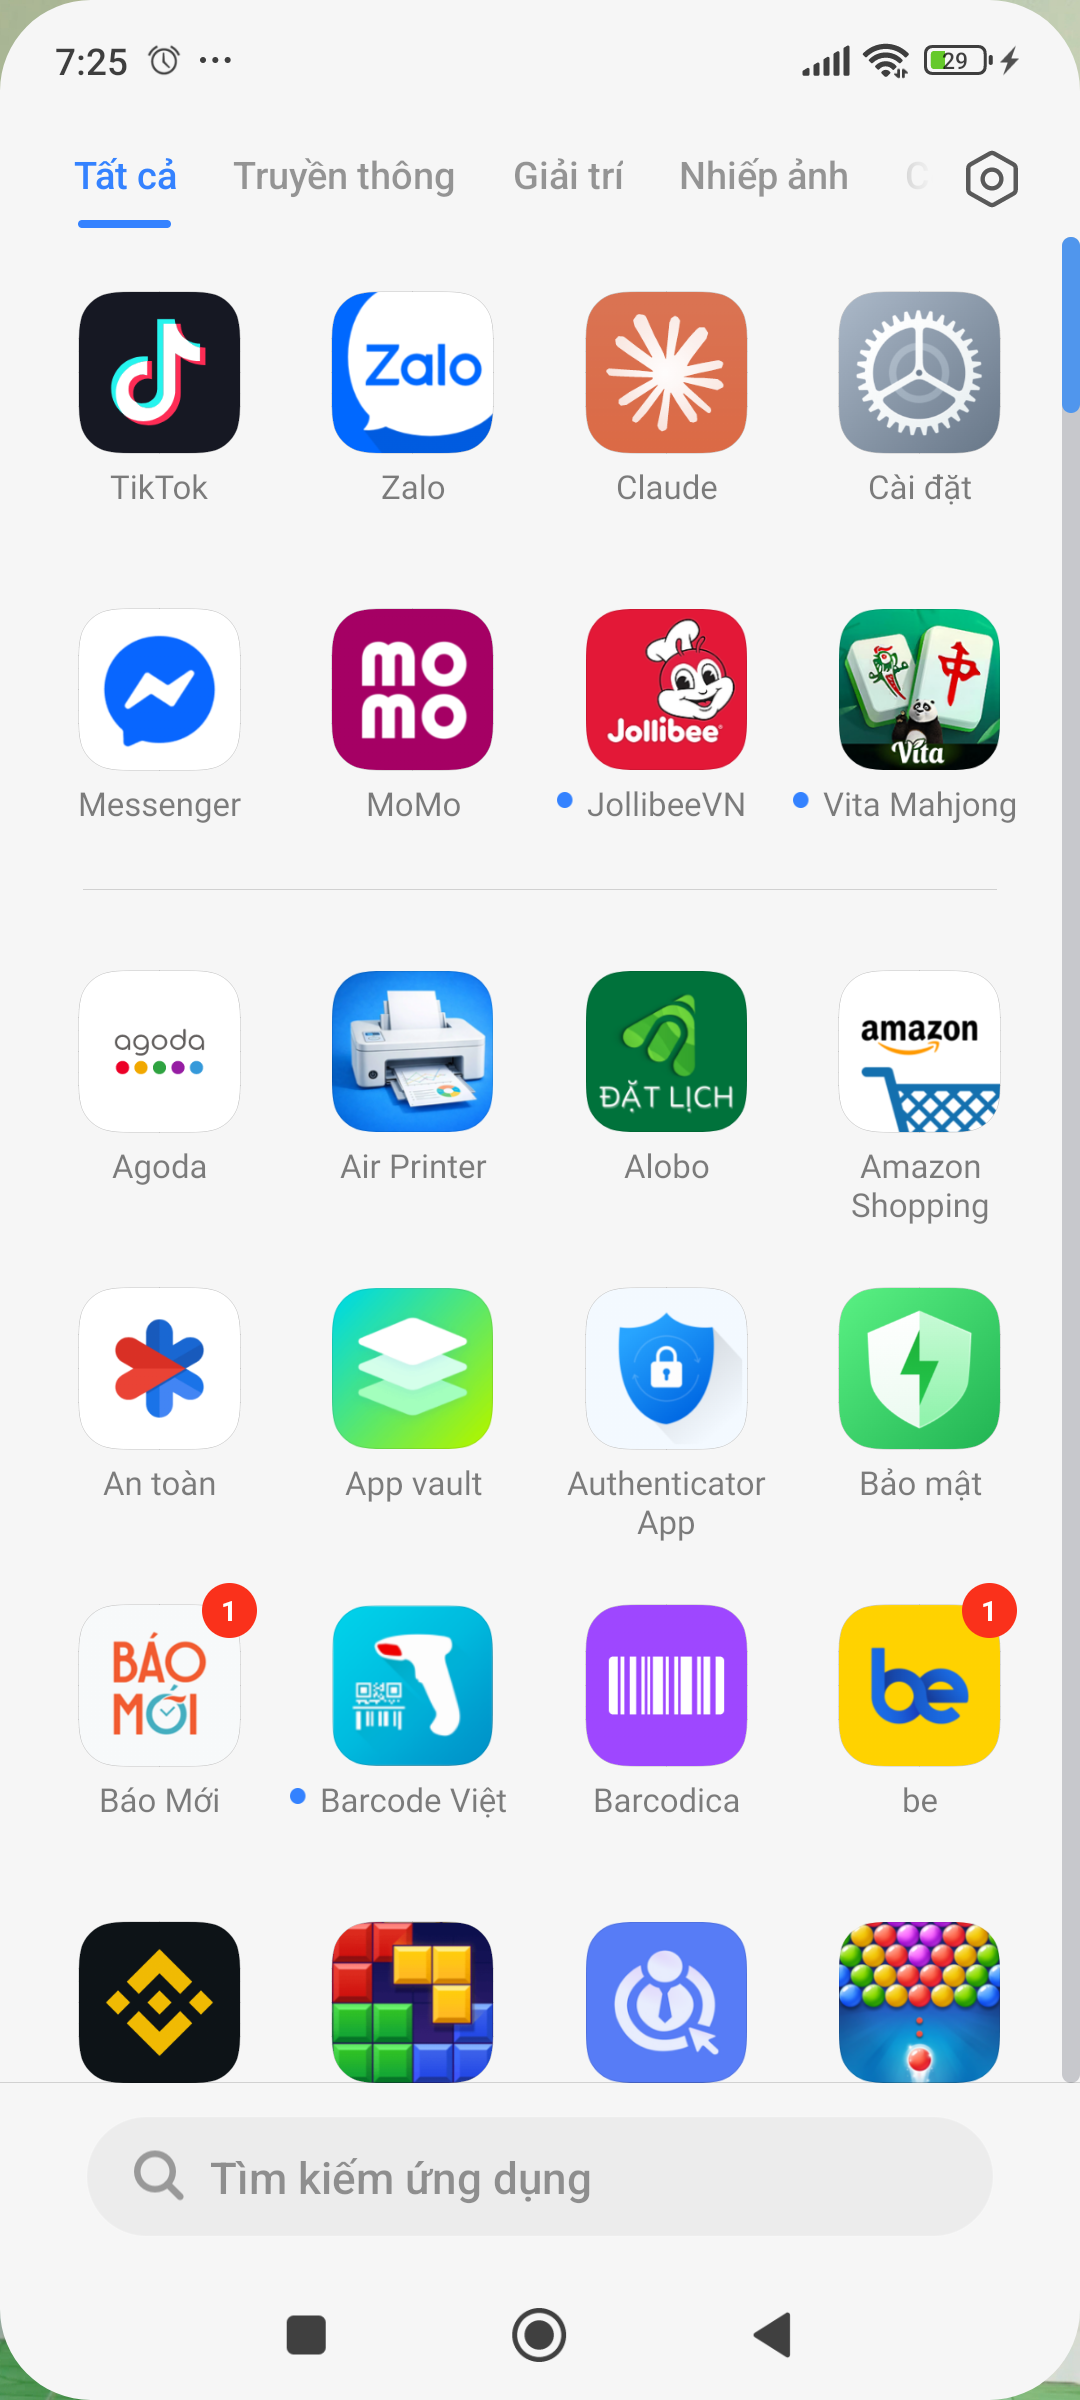 7:25
29
Tất cả Truyền thông Giải trí Nhiếp ảnh C
Zalo
TikTok Zalo Claude Cài đặt
mo
mo
Jollibee
中
Vita
Messenger MoMo JollibeeVN Vita Mahjong
agoda
ĐẶT LỊCH
amazon
Agoda Air Printer Alobo Amazon
Shopping
An toàn App vault Authenticator
App
Bảo mật
1
1
BÁO
MỚI
be
Báo Mới Barcode Việt Barcodica be
Tìm kiếm ứng dụng